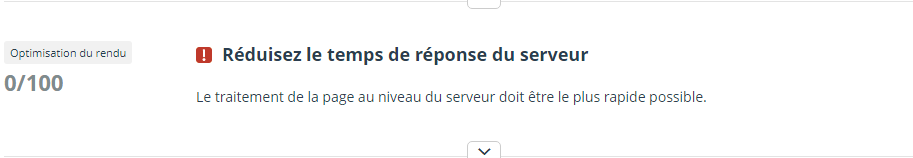 Optimisation du rendu
0/100
Réduisez le temps de réponse du serveur
Le traitement de la page au niveau du serveur doit être le plus rapide possible.